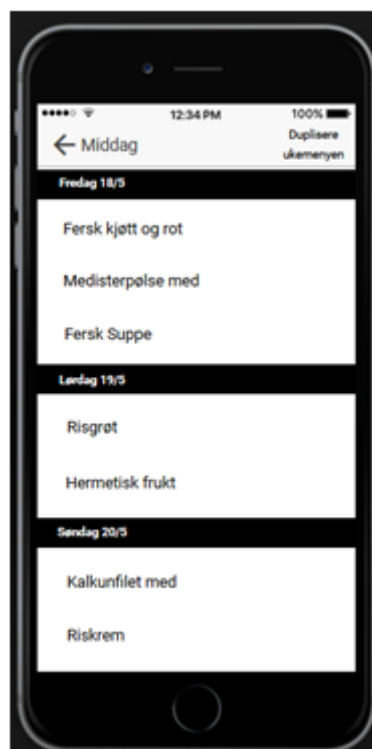 12:34 PM
100%
← Middag
Duplisere
ukemenyen
Fredag 18/5
Fersk kjøtt og rot
Medisterpølse med
Fersk Suppe
Lørdag 19/5
Risgrøt
Hermetisk frukt
Søndag 20/5
Kalkunfilet med
Riskrem